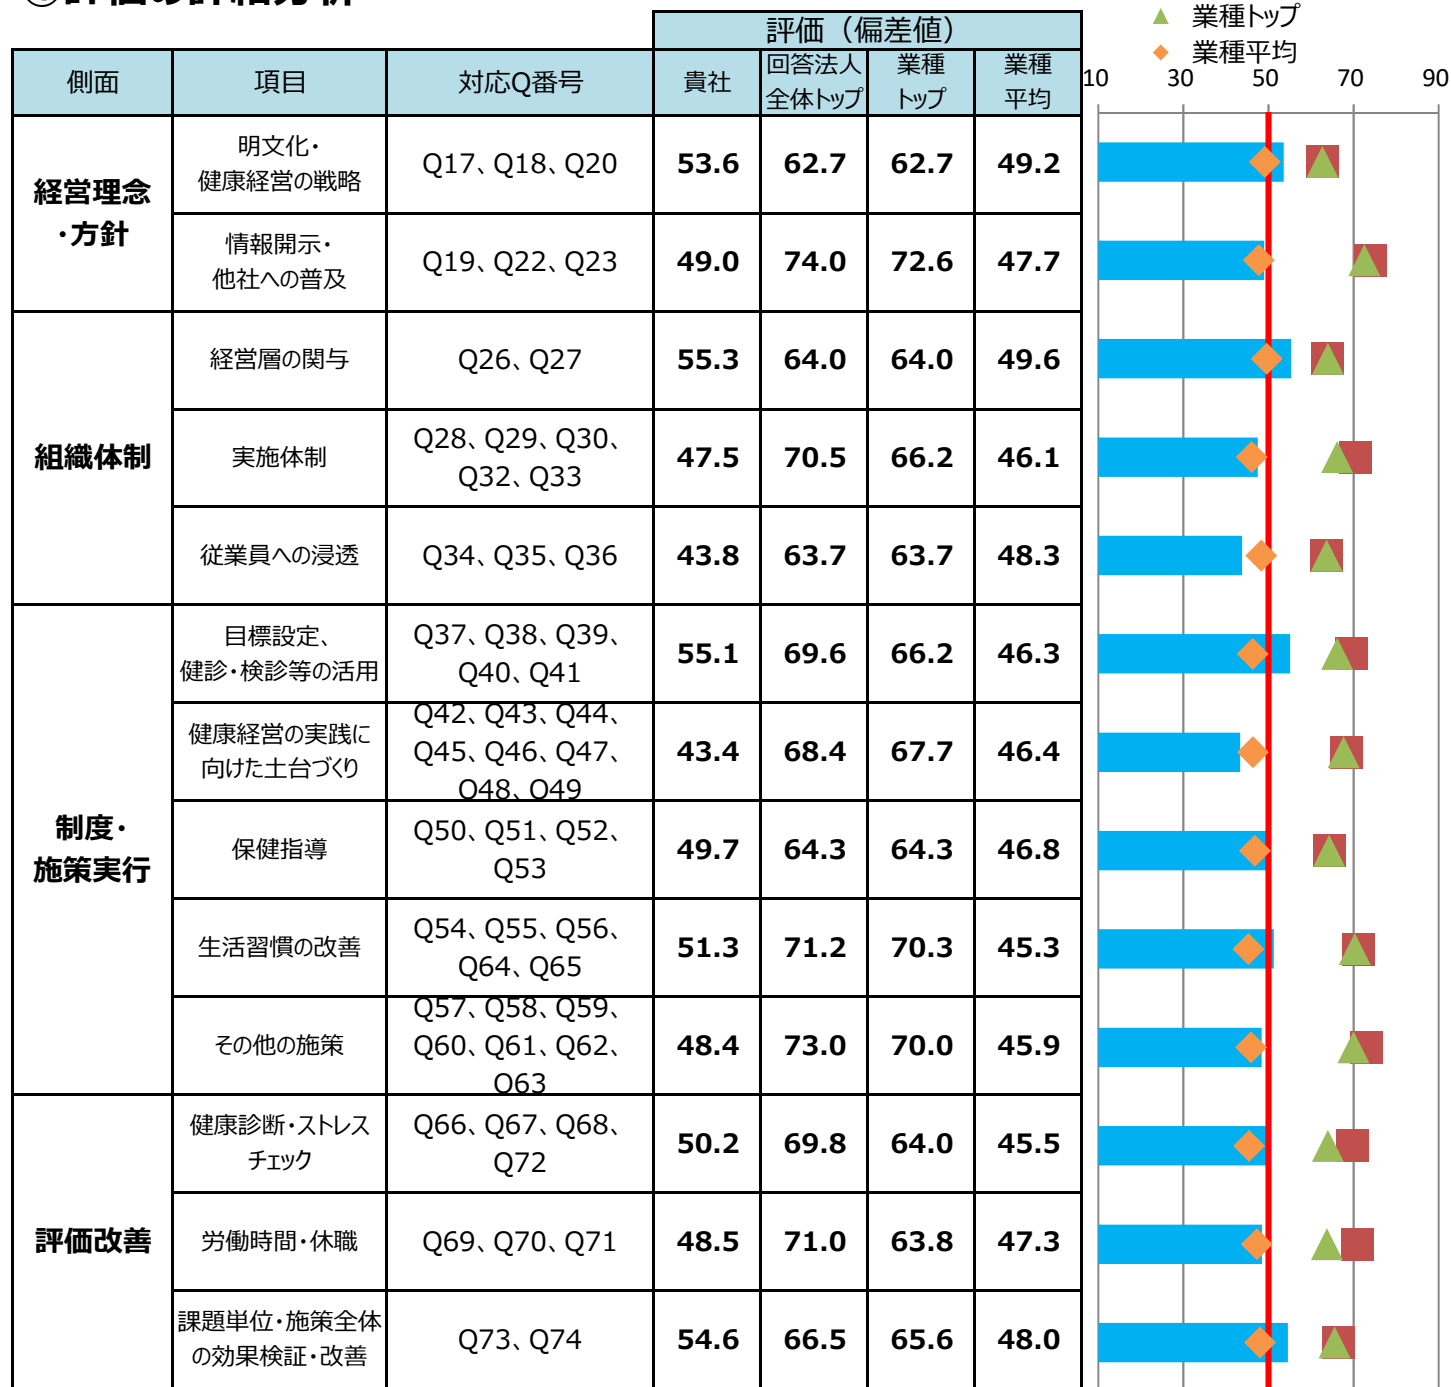 評価（偏差値）
側面 項目 対応Q番号 貴社 回答法人 業種 業種
全体トップ トップ 平均
▲ 業種トップ
◆ 業種平均
10 30 50 70 90
経営理念
・方針
明文化・
健康経営の戦略
Q17、Q18、Q20 53.6 62.7 62.7 49.2
情報開示・
他社への普及
Q19、Q22、Q23 49.0 74.0 72.6 47.7
組織体制
経営層の関与 Q26、Q27 55.3 64.0 64.0 49.6
実施体制
Q28、Q29、Q30、
Q32、Q33
47.5 70.5 66.2 46.1
従業員への浸透 Q34、Q35、Q36 43.8 63.7 63.7 48.3
制度・
施策実行
目標設定、
健診・検診等の活用
Q37、Q38、Q39、
Q40、Q41
55.1 69.6 66.2 46.3
健康経営の実践に
向けた土台づくり
Q42、Q43、Q44、
Q45、Q46、Q47、
Q48、Q49
43.4 68.4 67.7 46.4
保健指導
Q50、Q51、Q52、
Q53
49.7 64.3 64.3 46.8
生活習慣の改善
Q54、Q55、Q56、
Q64、Q65
51.3 71.2 70.3 45.3
その他の施策
Q57、Q58、Q59、
Q60、Q61、Q62、
Q63
48.4 73.0 70.0 45.9
評価改善
健康診断・ストレス
チェック
Q66、Q67、Q68、
Q72
50.2 69.8 64.0 45.5
労働時間・休職 Q69、Q70、Q71 48.5 71.0 63.8 47.3
課題単位・施策全体
の効果検証・改善
Q73、Q74 54.6 66.5 65.6 48.0